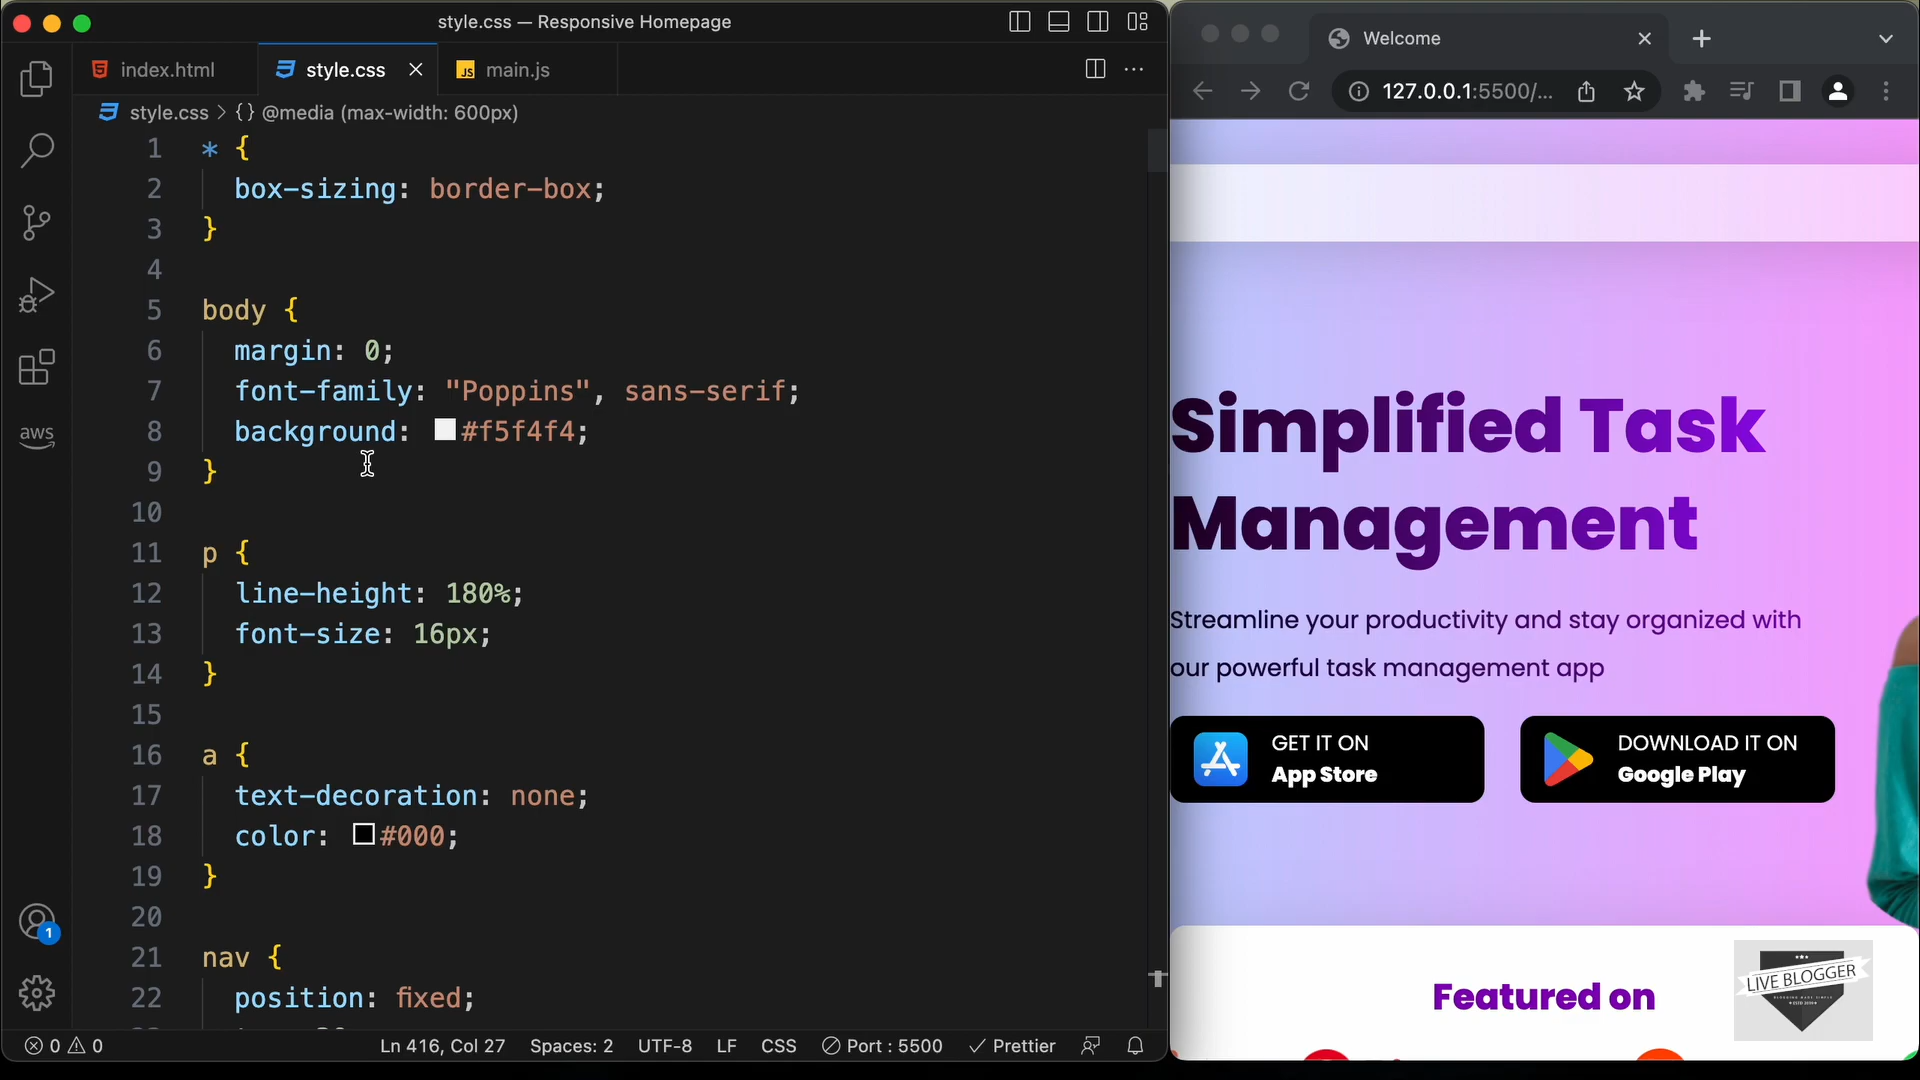 style.css — Responsive Homepage
index.html
style.css
JS main.js
style.css > {} @media (max-width: 600px)
1 * {
2 box-sizing: border-box;
3 }
4
5 body {
6 margin: 0;
7 font-family: "Poppins", sans-serif;
8 background: #f5f4f4;
9 }
10
11 p {
12 line-height: 180%;
13 font-size: 16px;
14 }
15
16 a {
17 text-decoration: none;
18 color: #000;
19 }
20
21 nav {
22 position: fixed;
aws
1
0 0
Ln 416, Col 27
Spaces: 2
UTF-8
LF
CSS
Port : 5500
Prettier
Welcome
127.0.0.1:5500/...
Simplified Task
Management
Streamline your productivity and stay organized with
our powerful task management app
GET IT ON
App Store
DOWNLOAD IT ON
Google Play
Featured on
LIVE BLOGGER